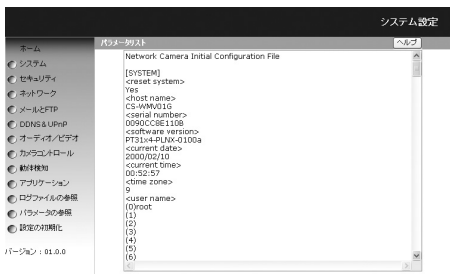 システム設定
ホーム
システム
セキュリティ
ネットワーク
メールとFTP
DDNS & UPnP
オーディオ/ビデオ
カメラコントロール
動体検知
アプリケーション
ログファイルの参照
パラメータの参照
設定の初期化
バージョン : 01.0.0
パラメータリスト
ヘルプ
Network Camera Initial Configuration File
[SYSTEM]
<reset system>
Yes
<host name>
CS-WMV01G
<serial number>
0090CC8E110B
<software version>
PT31x4-PLNX-0100a
<current date>
2000/02/10
<current time>
00:52:57
<time zone>
9
<user name>
(0)root
(1)
(2)
(3)
(4)
(5)
(6)